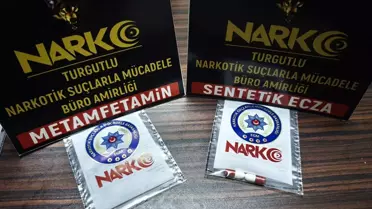 NARKO
TURGUTLU
NARKOTİK SUÇLARLA MÜCADELE
BÜRO AMİRLİĞİ
METAMFETAMİN
NARKO
TURGUTLU
NARKOTİK SUÇLARLA MÜCADELE
BÜRO AMİRLİĞİ
SENTETİK ECZA
NARKO
NARKO